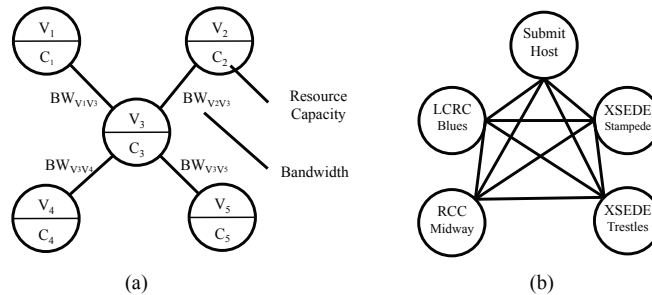 V1
C1
V2
C2
BWV1V3
BWV2V3
V3
C3
Resource
Capacity
BWV3V4
BWV3V5
Bandwidth
V4
C4
V5
C5
(a)
Submit
Host
LCRC
Blues
XSEDE
Stampede
RCC
Midway
XSEDE
Trestles
(b)